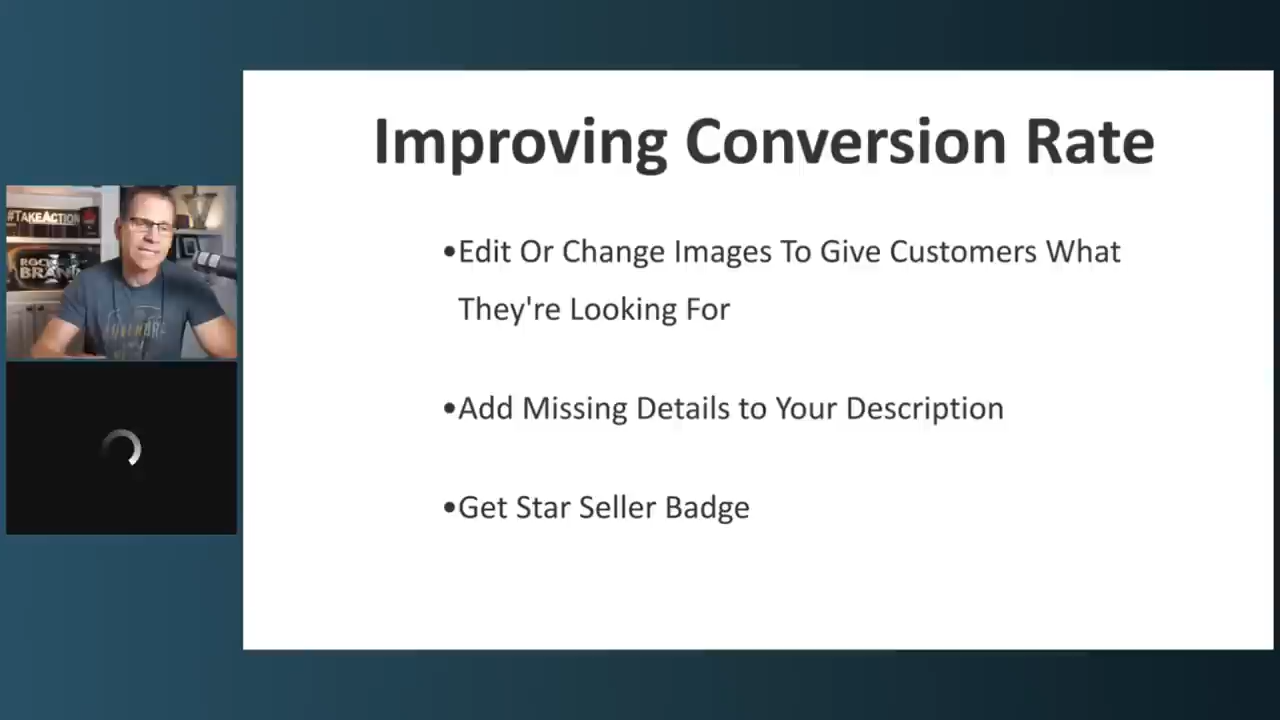 Improving Conversion Rate
•Edit Or Change Images To Give Customers What
They're Looking For
•Add Missing Details to Your Description
•Get Star Seller Badge
#TAKEACTION